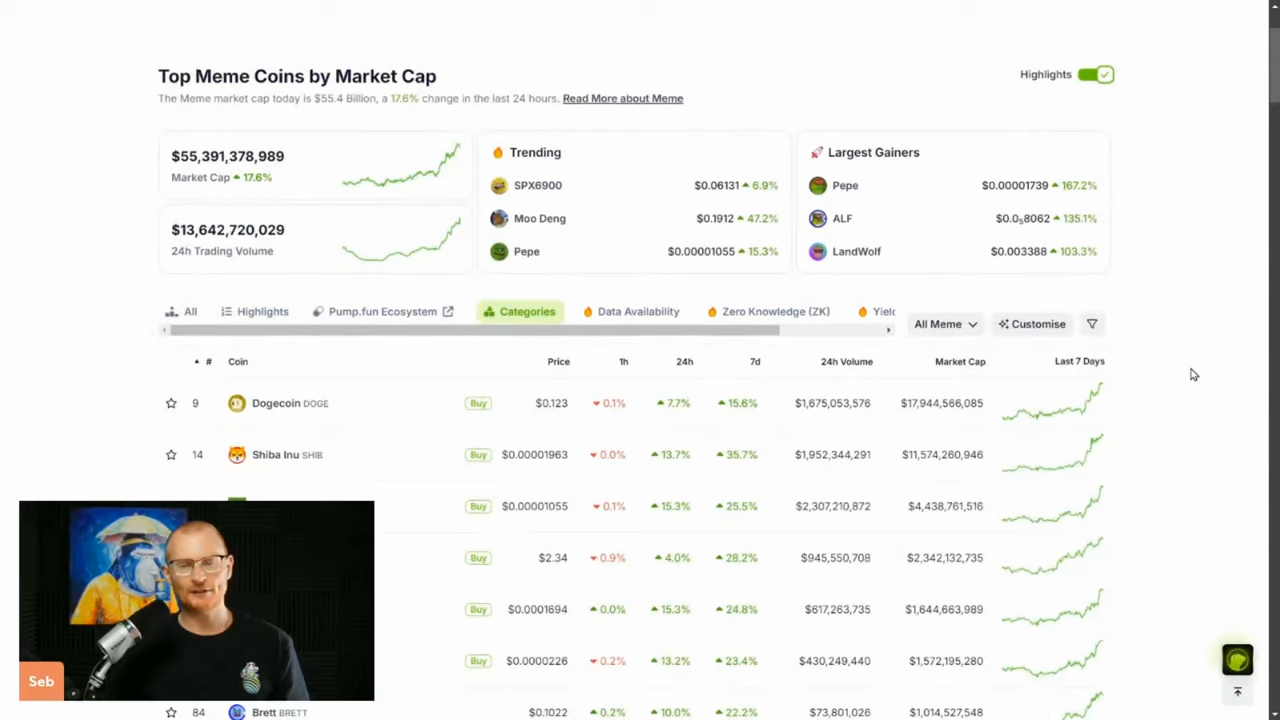 Top Meme Coins by Market Cap
Highlights
The Meme market cap today is $55.4 Billion, a 17.6% change in the last 24 hours. Read More about Meme
$55,391,378,989
Market Cap 17.6%
$13,642,720,029
24h Trading Volume
Trending
SPX6900 $0.06131 6.9%
Moo Deng $0.1912 47.2%
Pepe $0.00001055 15.3%
Largest Gainers
Pepe $0.00001739 167.2%
ALF $0.0₅8062 135.1%
LandWolf $0.003388 103.3%
All Highlights Pump.fun Ecosystem Categories Data Availability Zero Knowledge (ZK) Yiel
All Meme Customise
# Coin Price 1h 24h 7d 24h Volume Market Cap Last 7 Days
9 Dogecoin DOGE Buy $0.123 0.1% 7.7% 15.6% $1,675,053,576 $17,944,566,085
14 Shiba Inu SHIB Buy $0.00001963 0.0% 13.7% 35.7% $1,952,344,291 $11,574,260,946
Buy $0.00001055 0.1% 15.3% 25.5% $2,307,210,872 $4,438,761,516
Buy $2.34 0.9% 4.0% 28.2% $945,550,708 $2,342,132,735
Buy $0.0001694 0.0% 15.3% 24.8% $617,263,735 $1,644,663,989
Buy $0.0000226 0.2% 13.2% 23.4% $430,249,440 $1,572,195,280
84 Brett BRETT Buy $0.1022 0.2% 10.0% 22.2% $73,801,026 $1,014,527,548
Seb